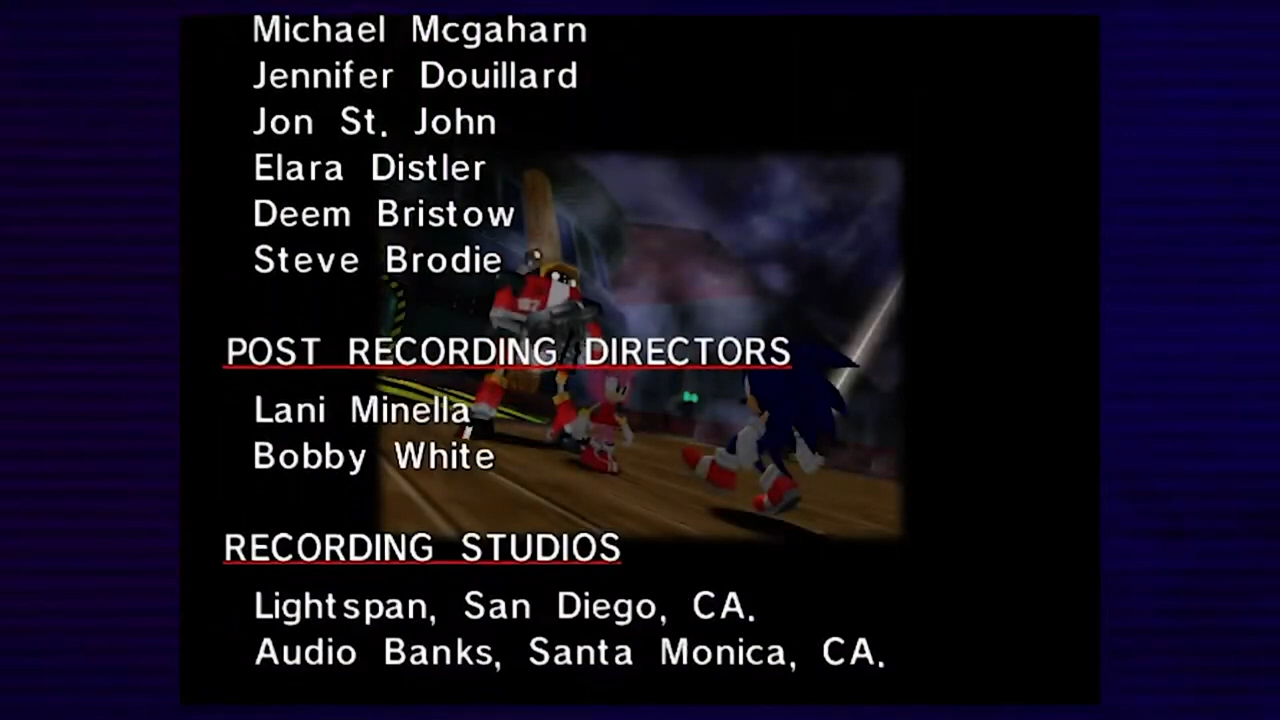 Michael Mcgaharn
Jennifer Douillard
Jon St. John
Elara Distler
Deem Bristow
Steve Brodie
POST RECORDING DIRECTORS
Lani Minella
Bobby White
RECORDING STUDIOS
Lightspan, San Diego, CA.
Audio Banks, Santa Monica, CA.